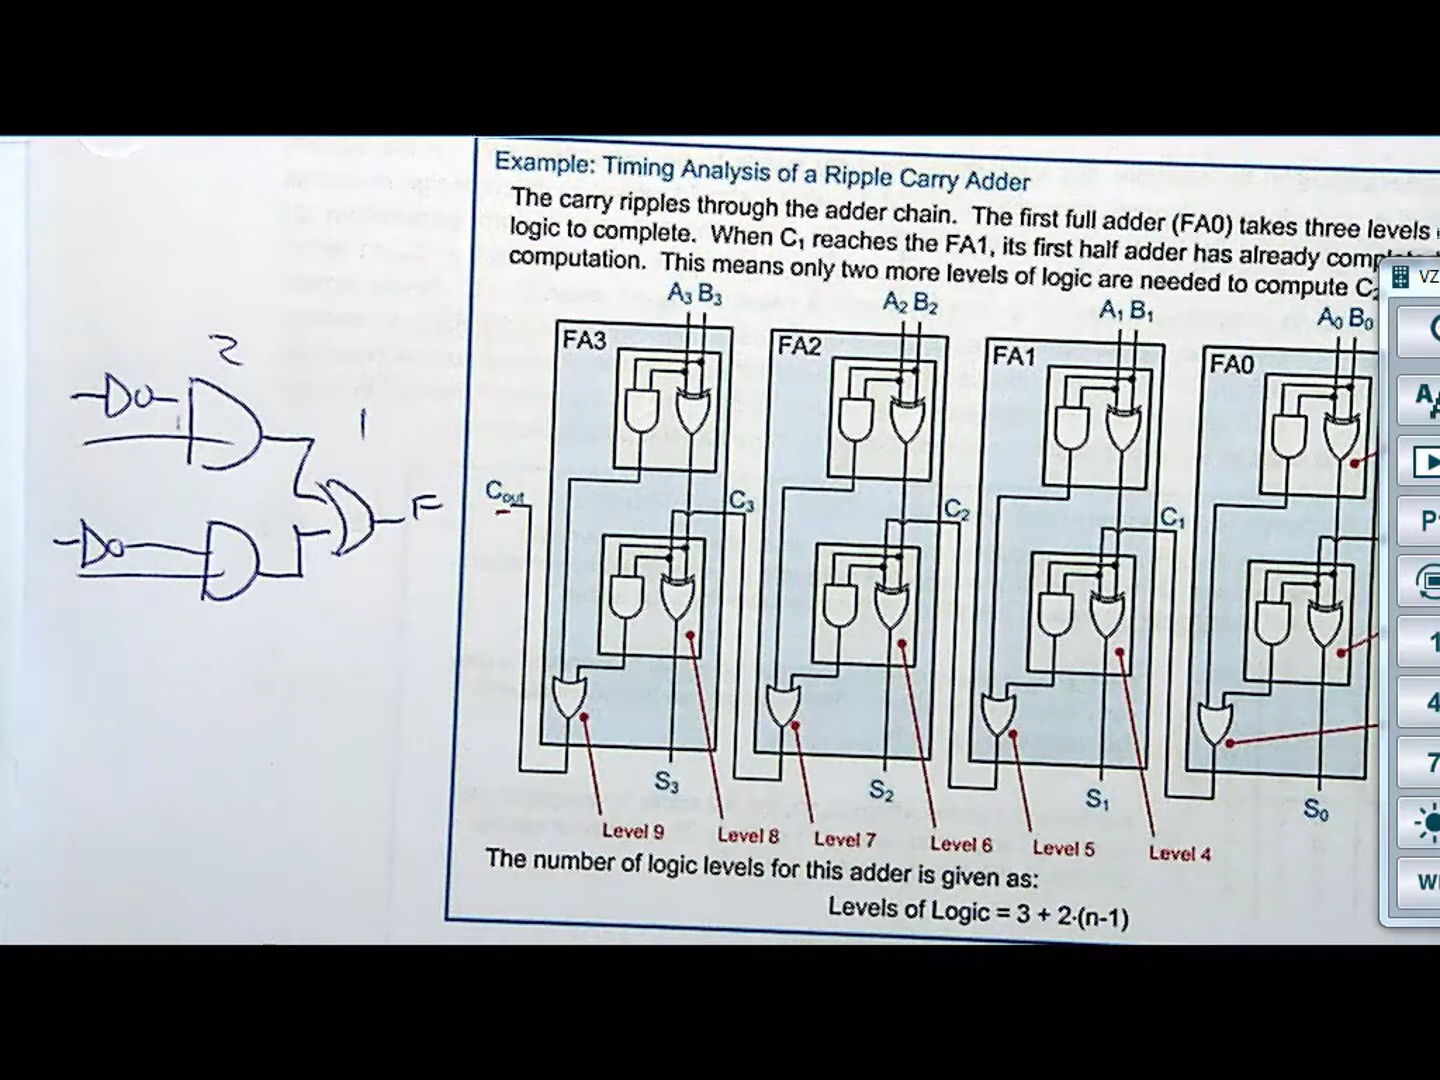 Example: Timing Analysis of a Ripple Carry Adder
The carry ripples through the adder chain. The first full adder (FA0) takes three levels
logic to complete. When C1 reaches the FA1, its first half adder has already
computation. This means only two more levels of logic are needed to compute
A3 B3
A2 B2
A1 B1
A0 B0
FA3
FA2
FA1
FA0
Cout
C3
C2
C1
S3
S2
S1
S0
Level 9
Level 8
Level 7
Level 6
Level 5
Level 4
The number of logic levels for this adder is given as:
Levels of Logic = 3 + 2·(n-1)
2
1
F
VZ
A
P
1
4
7